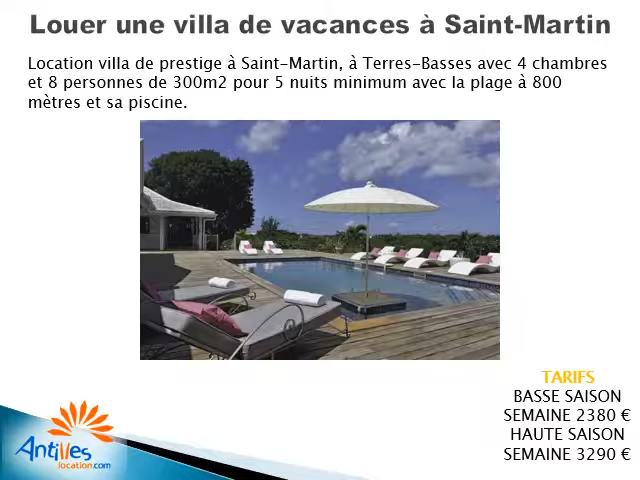 Louer une villa de vacances à Saint-Martin
Location villa de prestige à Saint-Martin, à Terres-Basses avec 4 chambres
et 8 personnes de 300m2 pour 5 nuits minimum avec la plage à 800
mètres et sa piscine.
TARIFS
BASSE SAISON
SEMAINE 2380 €
HAUTE SAISON
SEMAINE 3290 €
Antilles
location.com